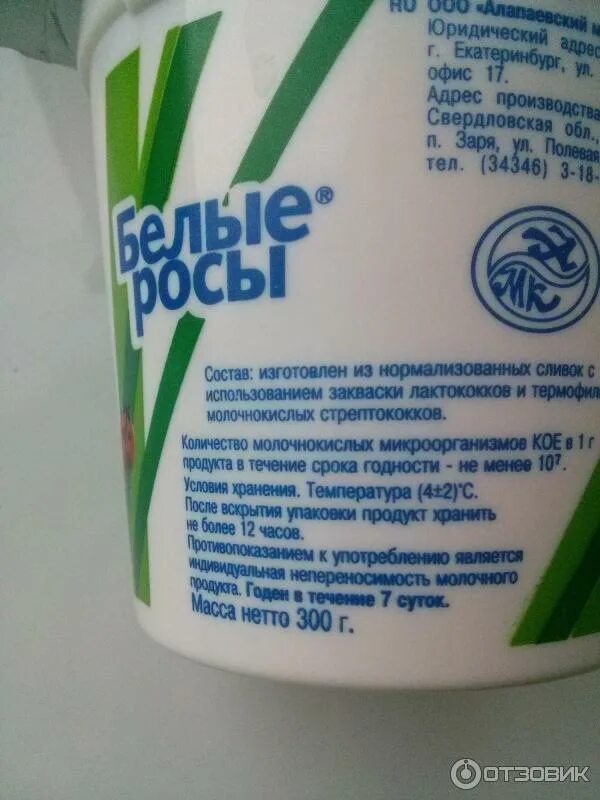 но ООО «Алапаевский м
Юридический адрес
г. Екатеринбург, ул.
офис 17.
Адрес производства
Свердловская обл.,
п. Заря, ул. Полевая,
тел. (34346) 3-18-
Белые
росы®
А
МК
Состав: изготовлен из нормализованных сливок с
использованием закваски лактококков и термофиль
молочнокислых стрептококков.
Количество молочнокислых микроорганизмов КОЕ в 1 г
продукта в течение срока годности - не менее 10⁷.
Условия хранения. Температура (4±2)°С.
После вскрытия упаковки продукт хранить
не более 12 часов.
Противопоказанием к употреблению является
индивидуальная непереносимость молочного
продукта. Годен в течение 7 суток.
Масса нетто 300 г.
ОТЗОВИК